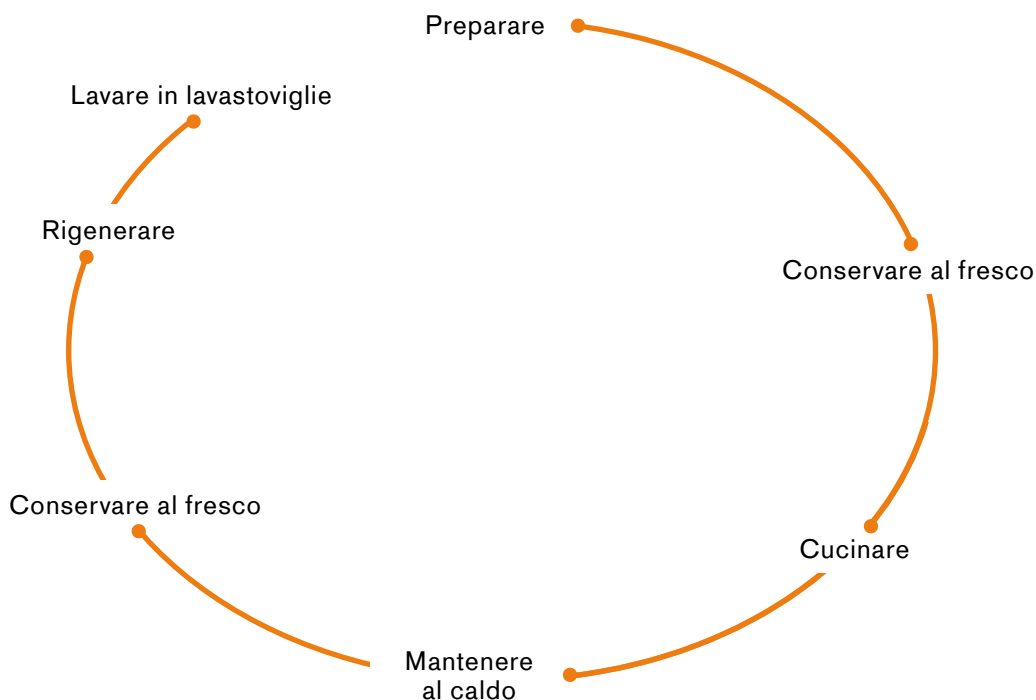 Preparare
Lavare in lavastoviglie
Rigenerare
Conservare al fresco
Conservare al fresco
Cucinare
Mantenere
al caldo